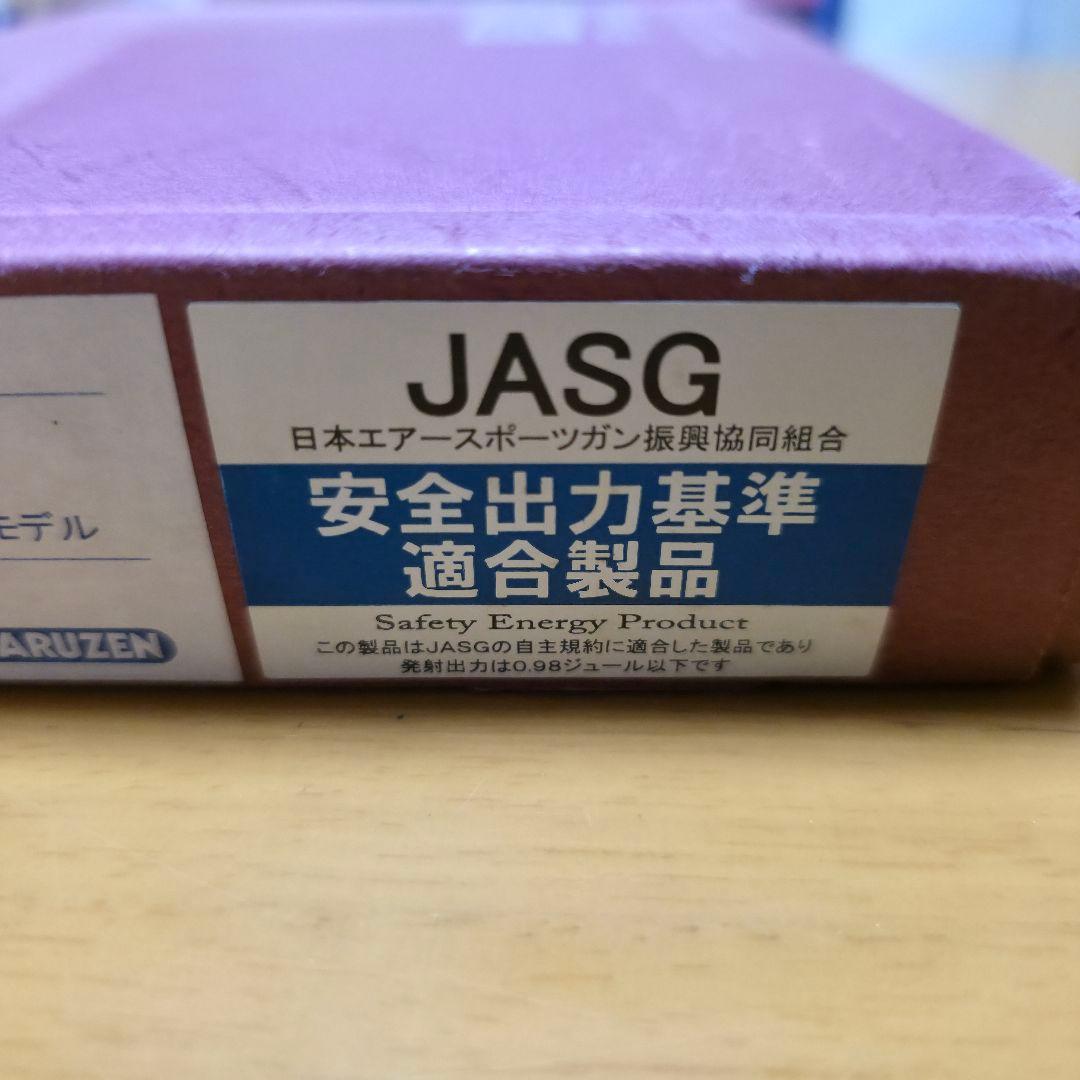 JASG
日本エアースポーツガン振興協同組合
安全出力基準
適合製品
Safety Energy Product
この製品はJASGの自主規約に適合した製品であり
発射出力は0.98ジュール以下です
モデル
ARUZEN